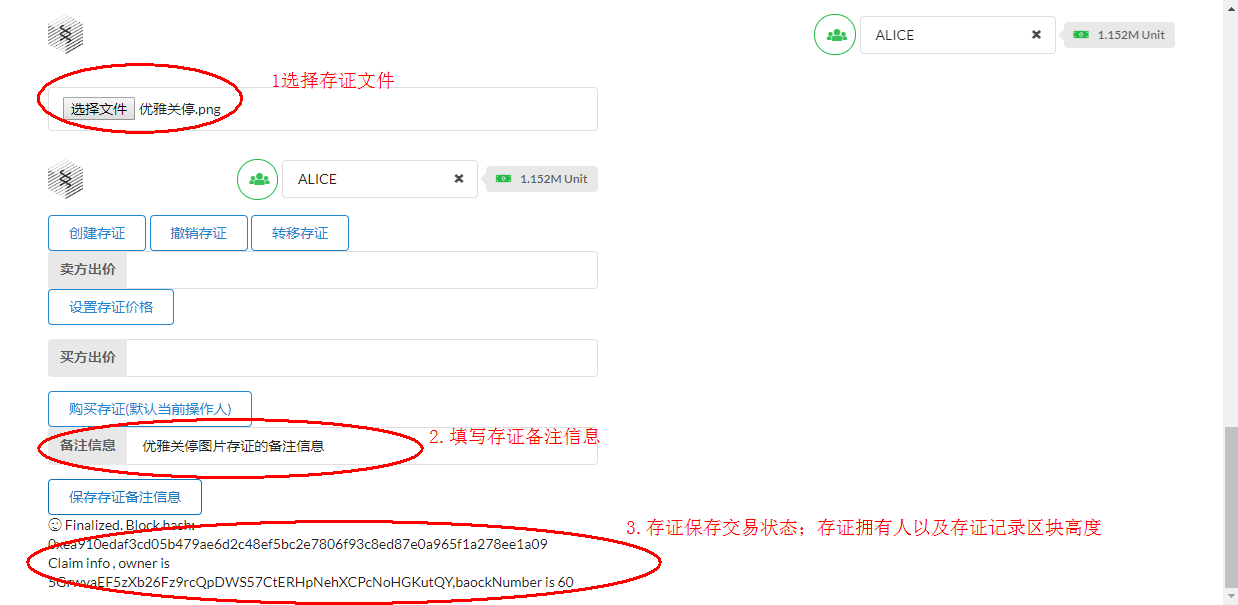 ALICE
1.152M Unit
1选择存证文件
选择文件 优雅关停.png
ALICE
1.152M Unit
创建存证 撤销存证 转移存证
卖方出价
设置存证价格
买方出价
购买存证(默认当前操作人)
备注信息 优雅关停图片存证的备注信息
2.填写存证备注信息
保存存证备注信息
Finalized. Block hash:
3.存证保存交易状态；存证拥有人以及存证记录区块高度
0xea910edaf3cd05b479ae6d2c48ef5bc2e7806f93c8ed87e0a965f1a278ee1a09
Claim info , owner is
5GrwvaEF5zXb26Fz9rcQpDWS57CtERHpNehXCPcNoHGKutQY,baockNumber is 60